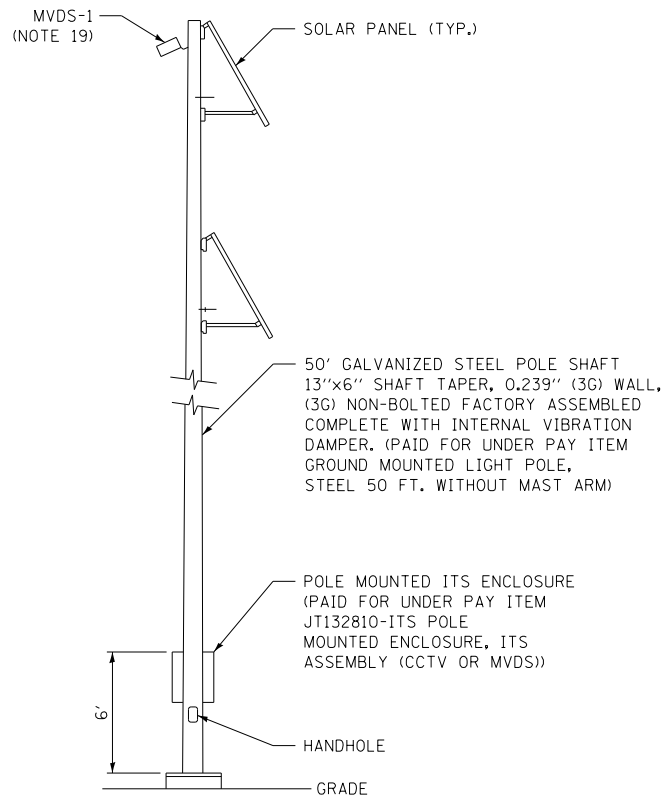 MVDS-1
(NOTE 19)
SOLAR PANEL (TYP.)
50' GALVANIZED STEEL POLE SHAFT
13''x6'' SHAFT TAPER, 0.239'' (3G) WALL,
(3G) NON-BOLTED FACTORY ASSEMBLED
COMPLETE WITH INTERNAL VIBRATION
DAMPER. (PAID FOR UNDER PAY ITEM
GROUND MOUNTED LIGHT POLE,
STEEL 50 FT. WITHOUT MAST ARM)
POLE MOUNTED ITS ENCLOSURE
(PAID FOR UNDER PAY ITEM
JT132810-ITS POLE
MOUNTED ENCLOSURE, ITS
ASSEMBLY (CCTV OR MVDS))
6'
HANDHOLE
GRADE